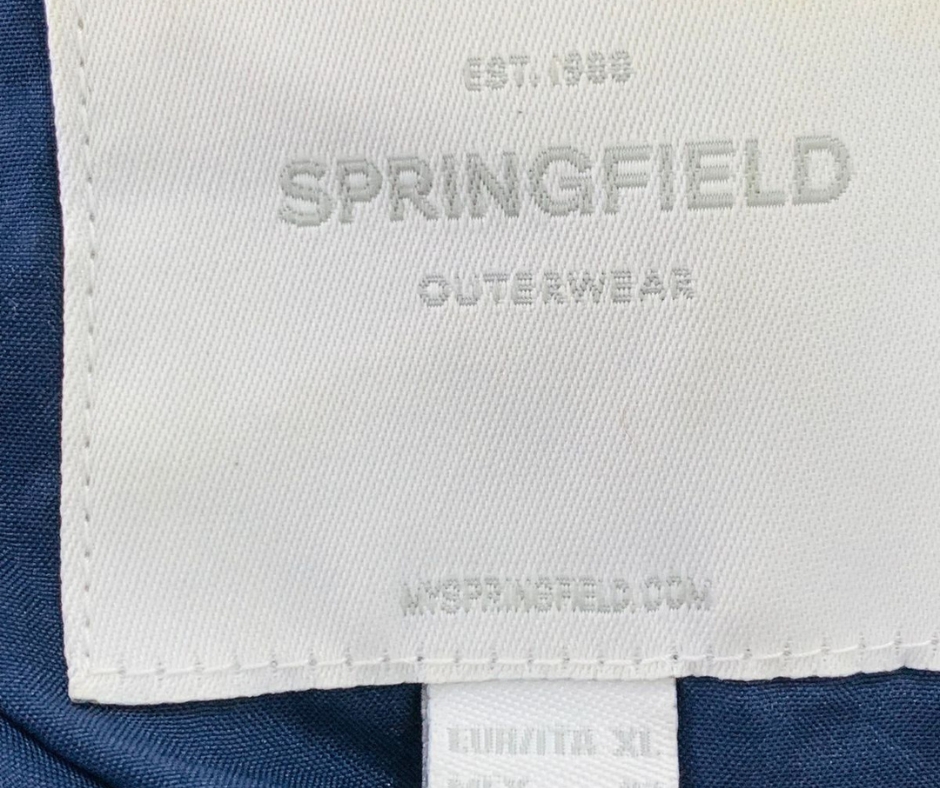 EST. 1988
SPRINGFIELD
OUTERWEAR
MYSPRINGFIELD.COM
EUR/ITA XL